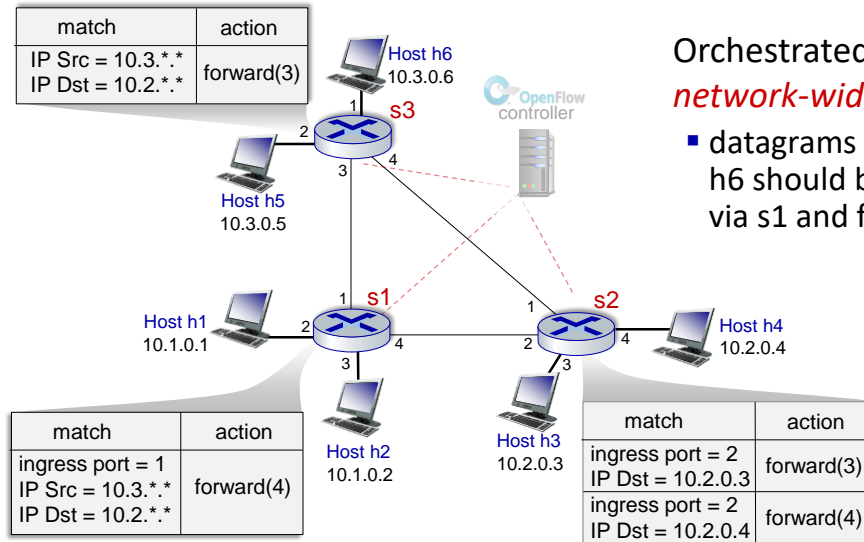 match action
IP Src = 10.3.*.*
IP Dst = 10.2.*.*
forward(3)
Host h6
10.3.0.6
Orchestrated
network-wid
OpenFlow
controller
datagrams
h6 should b
via s1 and f
1
s3
2
4
3
Host h5
10.3.0.5
1
s1
Host h1
10.1.0.1
2
4
3
Host h2
10.1.0.2
1
s2
2
4
3
Host h4
10.2.0.4
Host h3
10.2.0.3
match action
ingress port = 1
IP Src = 10.3.*.*
IP Dst = 10.2.*.*
forward(4)
match action
ingress port = 2
IP Dst = 10.2.0.3
forward(3)
ingress port = 2
IP Dst = 10.2.0.4
forward(4)